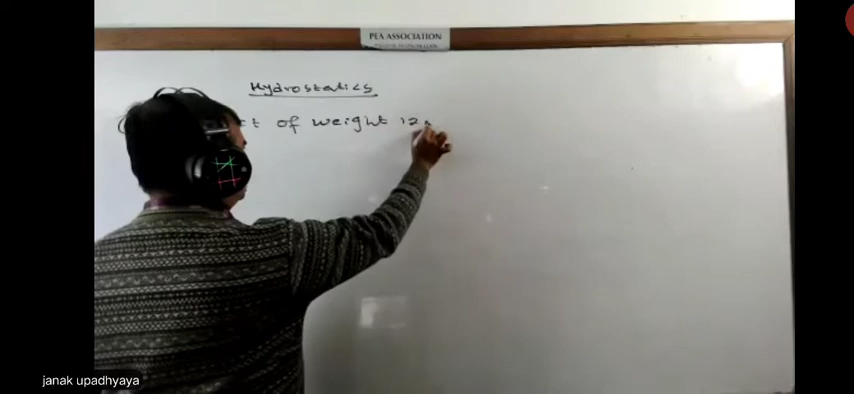 PEA ASSOCIATION
Hydrostatics
of weight 12
janak upadhyaya